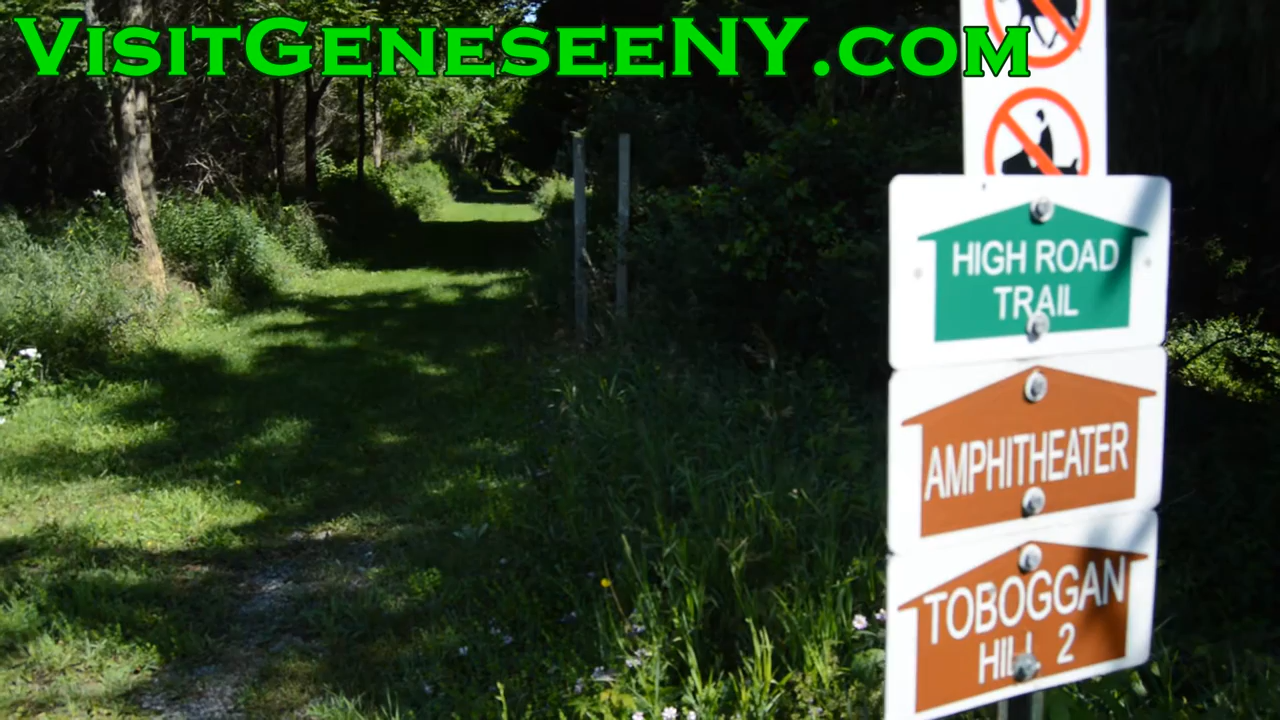 VisitGeneseeNY.com
HIGH ROAD
TRAIL
AMPHITHEATER
TOBOGGAN
HILL 2